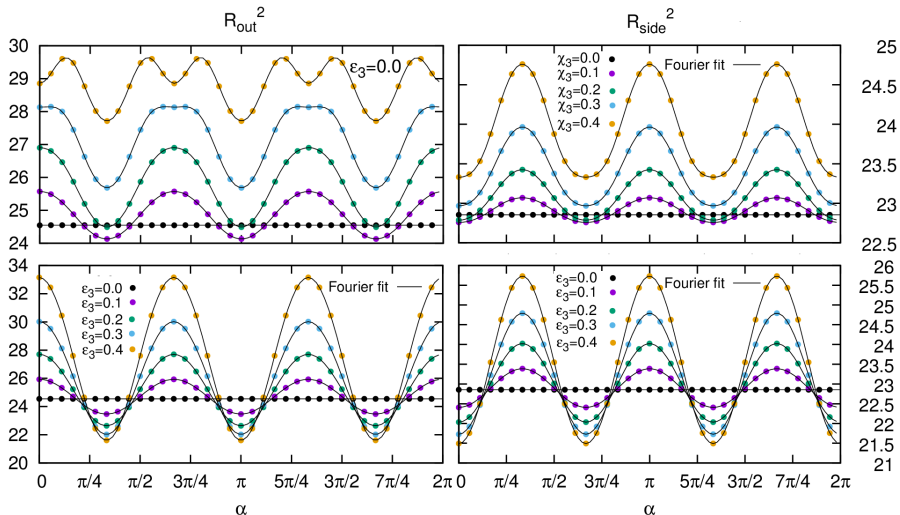 R_out^2
R_side^2
30
29
28
27
26
25
24
ε3=0.0
χ3=0.0
χ3=0.1
χ3=0.2
χ3=0.3
χ3=0.4
Fourier fit
25
24.5
24
23.5
23
22.5
34
32
30
28
26
24
22
20
ε3=0.0
ε3=0.1
ε3=0.2
ε3=0.3
ε3=0.4
Fourier fit
0 π/4 π/2 3π/4 π 5π/4 3π/2 7π/4 2π
α
ε3=0.0
ε3=0.1
ε3=0.2
ε3=0.3
ε3=0.4
Fourier fit
26
25.5
25
24.5
24
23.5
23
22.5
22
21.5
21
0 π/4 π/2 3π/4 π 5π/4 3π/2 7π/4 2π
α